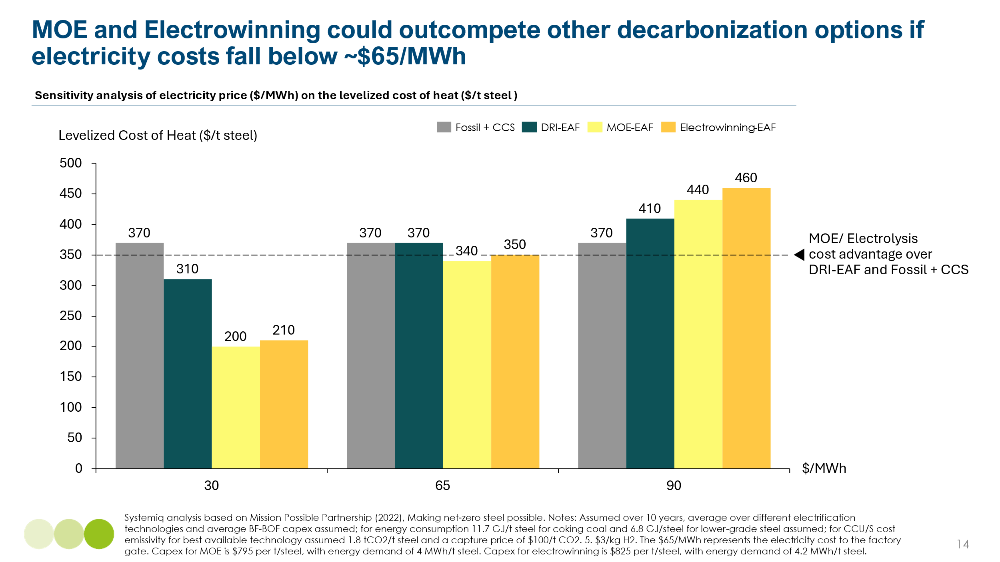 MOE and Electrowinning could outcompete other decarbonization options if
electricity costs fall below ~$65/MWh
Sensitivity analysis of electricity price ($/MWh) on the levelized cost of heat ($/t steel )
Fossil + CCS DRI-EAF MOE-EAF Electrowinning-EAF
Levelized Cost of Heat ($/t steel)
500
450
400
350
300
250
200
150
100
50
0
370
310
200
210
370
370
340
350
370
410
440
460
MOE/ Electrolysis
cost advantage over
DRI-EAF and Fossil + CCS
$/MWh
30
65
90
Systemiq analysis based on Mission Possible Partnership (2022), Making net-zero steel possible. Notes: Assumed over 10 years, average over different electrification
technologies and average BF-BOF capex assumed; for energy consumption 11.7 GJ/t steel for coking coal and 6.8 GJ/steel for lower-grade steel assumed; for CCU/S cost
emissivity for best available technology assumed 1.8 tCO2/t steel and a capture price of $100/t CO2. 5. $3/kg H2. The $65/MWh represents the electricity cost to the factory
gate. Capex for MOE is $795 per t/steel, with energy demand of 4 MWh/t steel. Capex for electrowinning is $825 per t/steel, with energy demand of 4.2 MWh/t steel.
14